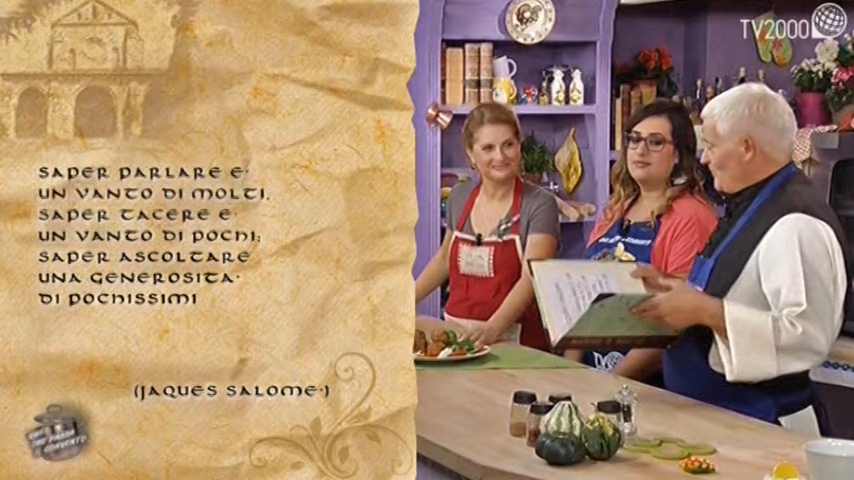 SAPER PARLARE E'
UN VANTO DI MOLTI,
SAPER TACERE E'
UN VANTO DI POCHI;
SAPER ASCOLTARE
UNA GENEROSITA'
DI POCHISSIMI
(JAQUES SALOME')
TV2000